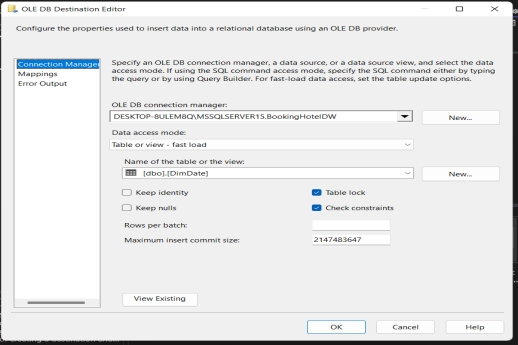 OLE DB Destination Editor
Configure the properties used to insert data into a relational database using an OLE DB provider.
Connection Manager
Mappings
Error Output
Specify an OLE DB connection manager, a data source, or a data source view, and select the data
access mode. If using the SQL command access mode, specify the SQL command either by typing
the query or by using Query Builder. For fast-load data access, set the table update options.
OLE DB connection manager:
DESKTOP-8ULEM8Q\MSSQLSERVER15.BookingHotelDW
New...
Data access mode:
Table or view - fast load
Name of the table or the view:
[dbo].[DimDate]
New...
Keep identity
Table lock
Keep nulls
Check constraints
Rows per batch:
Maximum insert commit size:
2147483647
View Existing
OK
Cancel
Help